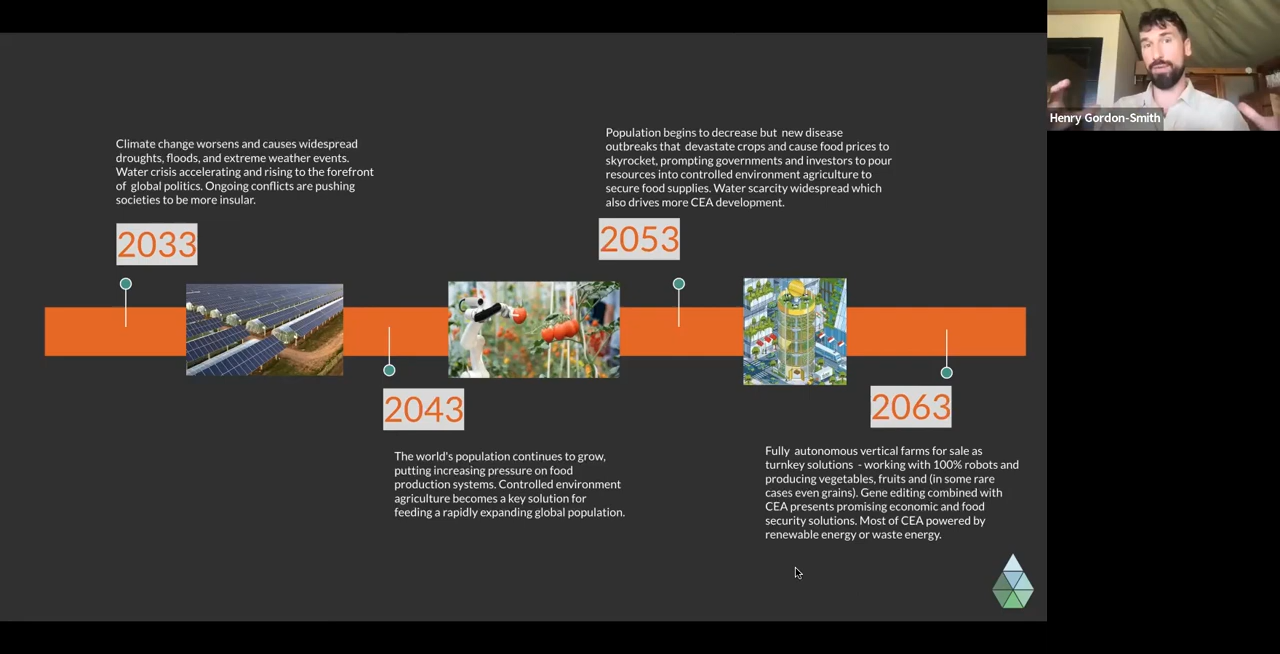 Henry Gordon-Smith
Climate change worsens and causes widespread
droughts, floods, and extreme weather events.
Water crisis accelerating and rising to the forefront
of global politics. Ongoing conflicts are pushing
societies to be more insular.
2033
Population begins to decrease but new disease
outbreaks that devastate crops and cause food prices to
skyrocket, prompting governments and investors to pour
resources into controlled environment agriculture to
secure food supplies. Water scarcity widespread which
also drives more CEA development.
2053
2043
The world's population continues to grow,
putting increasing pressure on food
production systems. Controlled environment
agriculture becomes a key solution for
feeding a rapidly expanding global population.
2063
Fully autonomous vertical farms for sale as
turnkey solutions - working with 100% robots and
producing vegetables, fruits and (in some rare
cases even grains). Gene editing combined with
CEA presents promising economic and food
security solutions. Most of CEA powered by
renewable energy or waste energy.